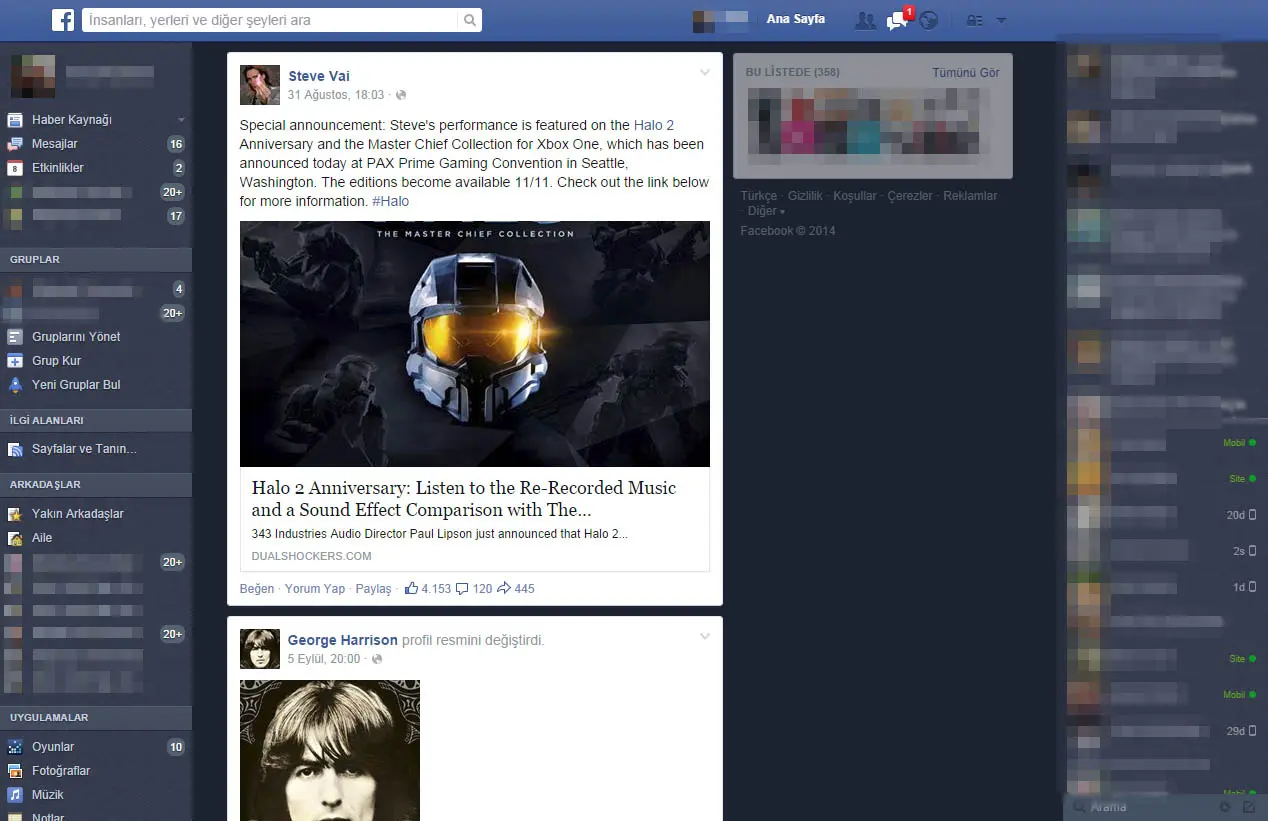 f
İnsanları, yerleri ve diğer şeyleri ara
Ana Sayfa
1
Haber Kaynağı
Mesajlar 16
8 Etkinlikler 2
20+
17
GRUPLAR
4
20+
Gruplarını Yönet
Grup Kur
Yeni Gruplar Bul
İLGİ ALANLARI
Sayfalar ve Tanın...
ARKADAŞLAR
Yakın Arkadaşlar
Aile
20+
20+
UYGULAMALAR
Oyunlar 10
Fotoğraflar
Müzik
Notlar
Steve Vai
31 Ağustos, 18:03 ·
Special announcement: Steve's performance is featured on the Halo 2
Anniversary and the Master Chief Collection for Xbox One, which has been
announced today at PAX Prime Gaming Convention in Seattle,
Washington. The editions become available 11/11. Check out the link below
for more information. #Halo
THE MASTER CHIEF COLLECTION
Halo 2 Anniversary: Listen to the Re-Recorded Music
and a Sound Effect Comparison with The...
343 Industries Audio Director Paul Lipson just announced that Halo 2...
DUALSHOCKERS.COM
Beğen · Yorum Yap · Paylaş · 4.153 120 445
George Harrison profil resmini değiştirdi.
5 Eylül, 20:00 ·
BU LİSTEDE (358) Tümünü Gör
Türkçe · Gizlilik · Koşullar · Çerezler · Reklamlar
· Diğer
Facebook © 2014
Mobil
Site
20d
2s
1d
Site
Mobil
29d
Mobil
Arama